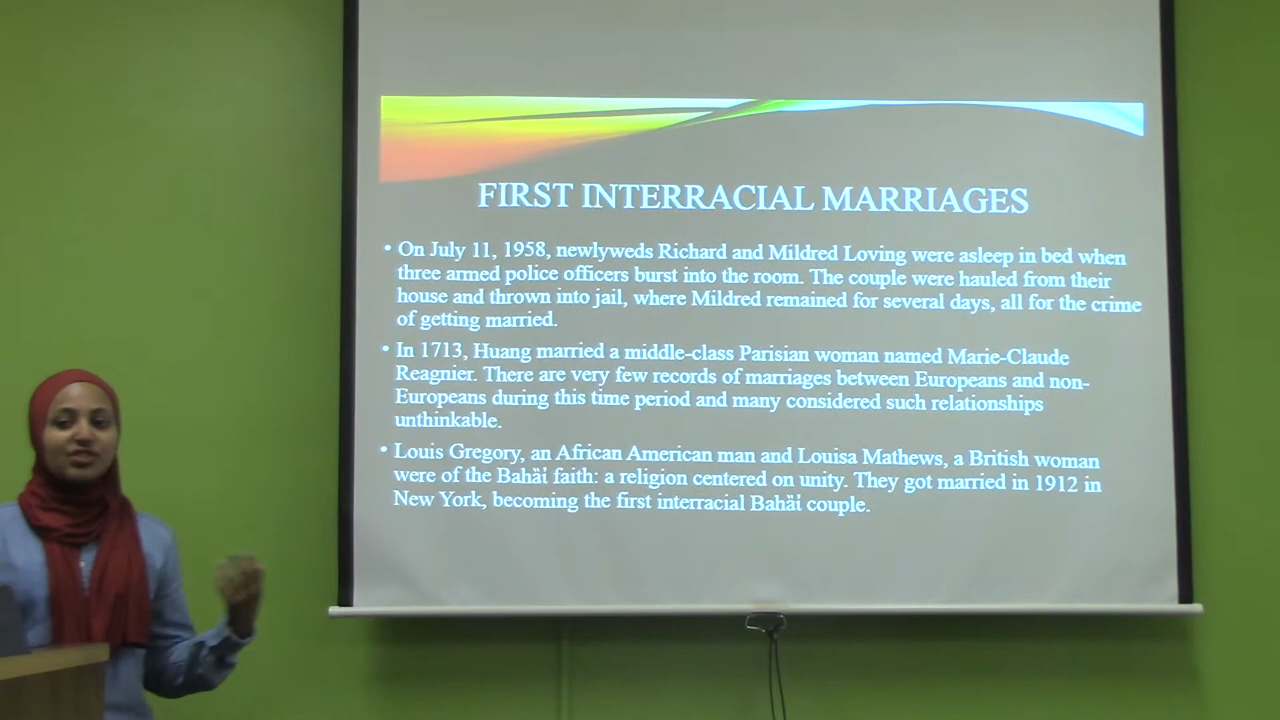 FIRST INTERRACIAL MARRIAGES
• On July 11, 1958, newlyweds Richard and Mildred Loving were asleep in bed when
three armed police officers burst into the room. The couple were hauled from their
house and thrown into jail, where Mildred remained for several days, all for the crime
of getting married.
• In 1713, Huang married a middle-class Parisian woman named Marie-Claude
Reagnier. There are very few records of marriages between Europeans and non-
Europeans during this time period and many considered such relationships
unthinkable.
• Louis Gregory, an African American man and Louisa Mathews, a British woman
were of the Bahäí faith: a religion centered on unity. They got married in 1912 in
New York, becoming the first interracial Bahäí couple.